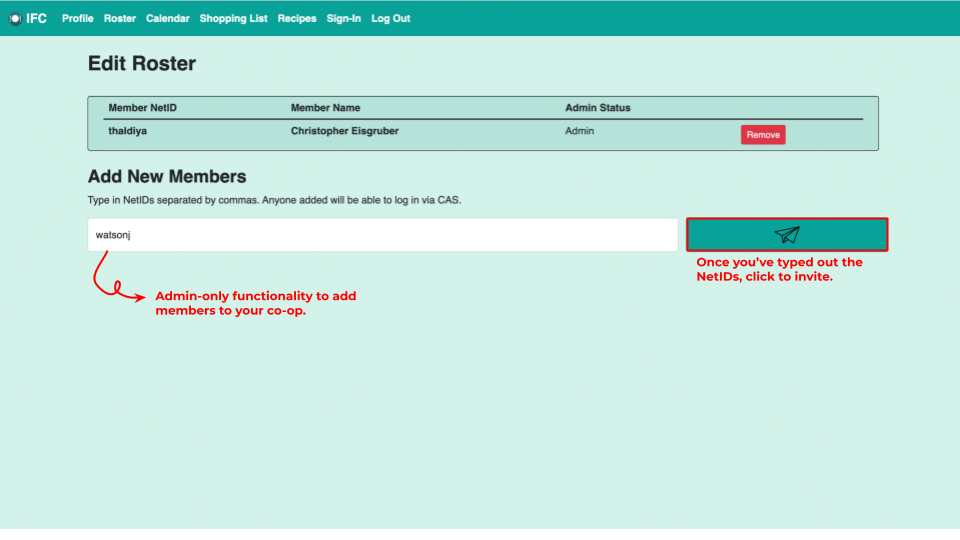 IFC Profile Roster Calendar Shopping List Recipes Sign-In Log Out
Edit Roster
Member NetID Member Name Admin Status
thaldiya Christopher Eisgruber Admin Remove
Add New Members
Type in NetIDs separated by commas. Anyone added will be able to log in via CAS.
watsonj
Once you've typed out the
NetIDs, click to invite.
Admin-only functionality to add
members to your co-op.